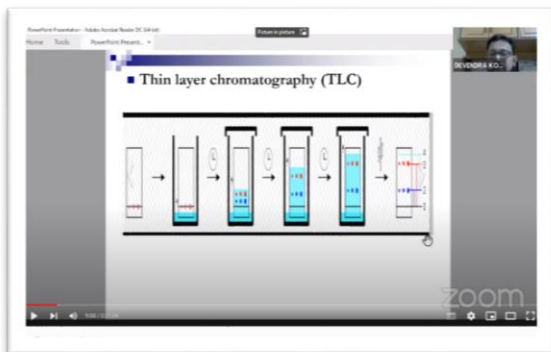 PowerPoint Presentation - Adobe Acrobat Reader DC (64-bit)
Home Tools PowerPoint Present... ×
Picture in picture
DEVENDRA KO...
Thin layer chromatography (TLC)
zoom